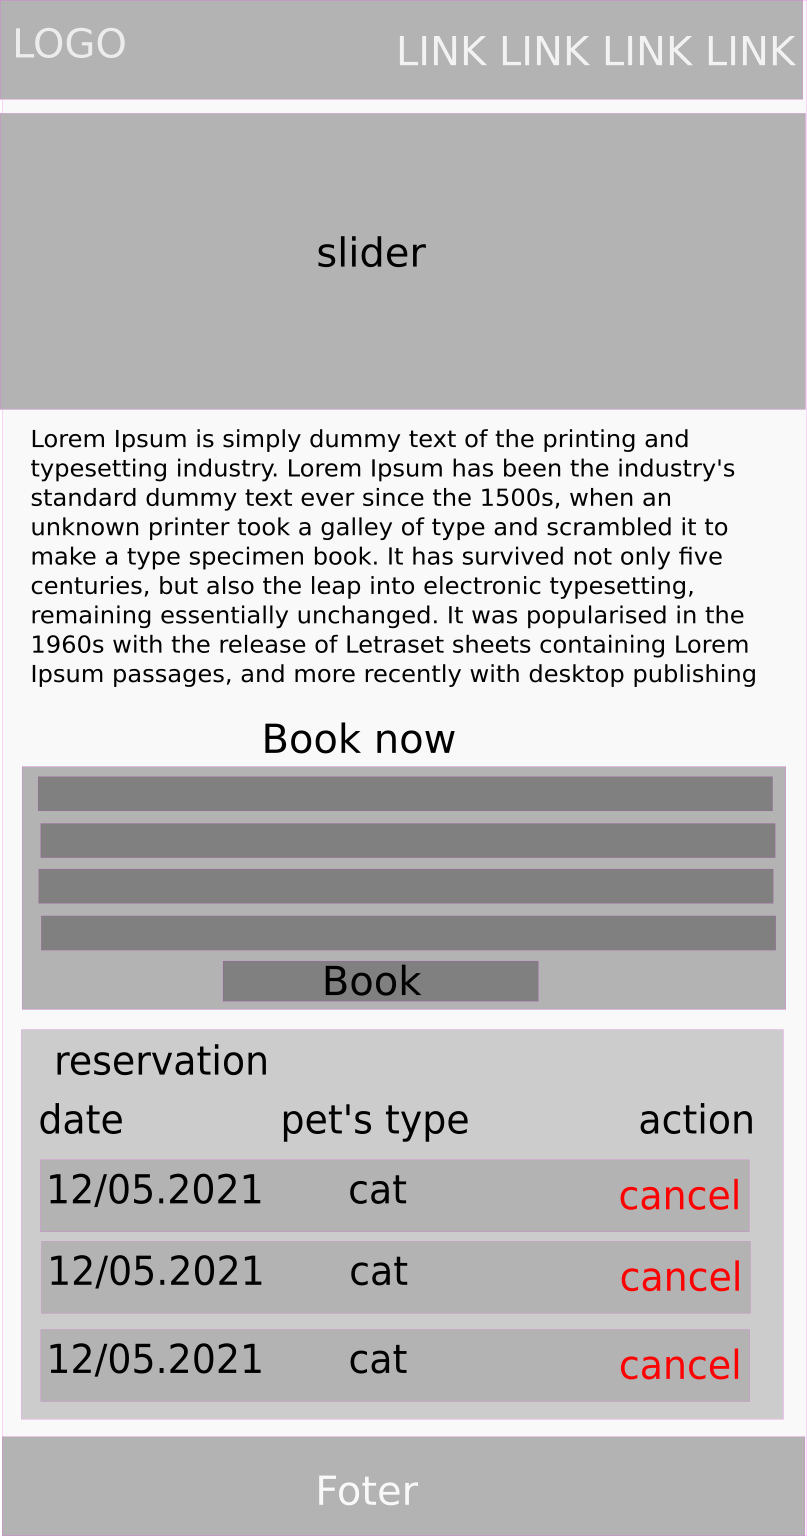 LOGO
LINK LINK LINK LINK
slider
Lorem Ipsum is simply dummy text of the printing and
typesetting industry. Lorem Ipsum has been the industry's
standard dummy text ever since the 1500s, when an
unknown printer took a galley of type and scrambled it to
make a type specimen book. It has survived not only five
centuries, but also the leap into electronic typesetting,
remaining essentially unchanged. It was popularised in the
1960s with the release of Letraset sheets containing Lorem
Ipsum passages, and more recently with desktop publishing
Book now
Book
reservation
date pet's type action
12/05.2021 cat cancel
12/05.2021 cat cancel
12/05.2021 cat cancel
Foter